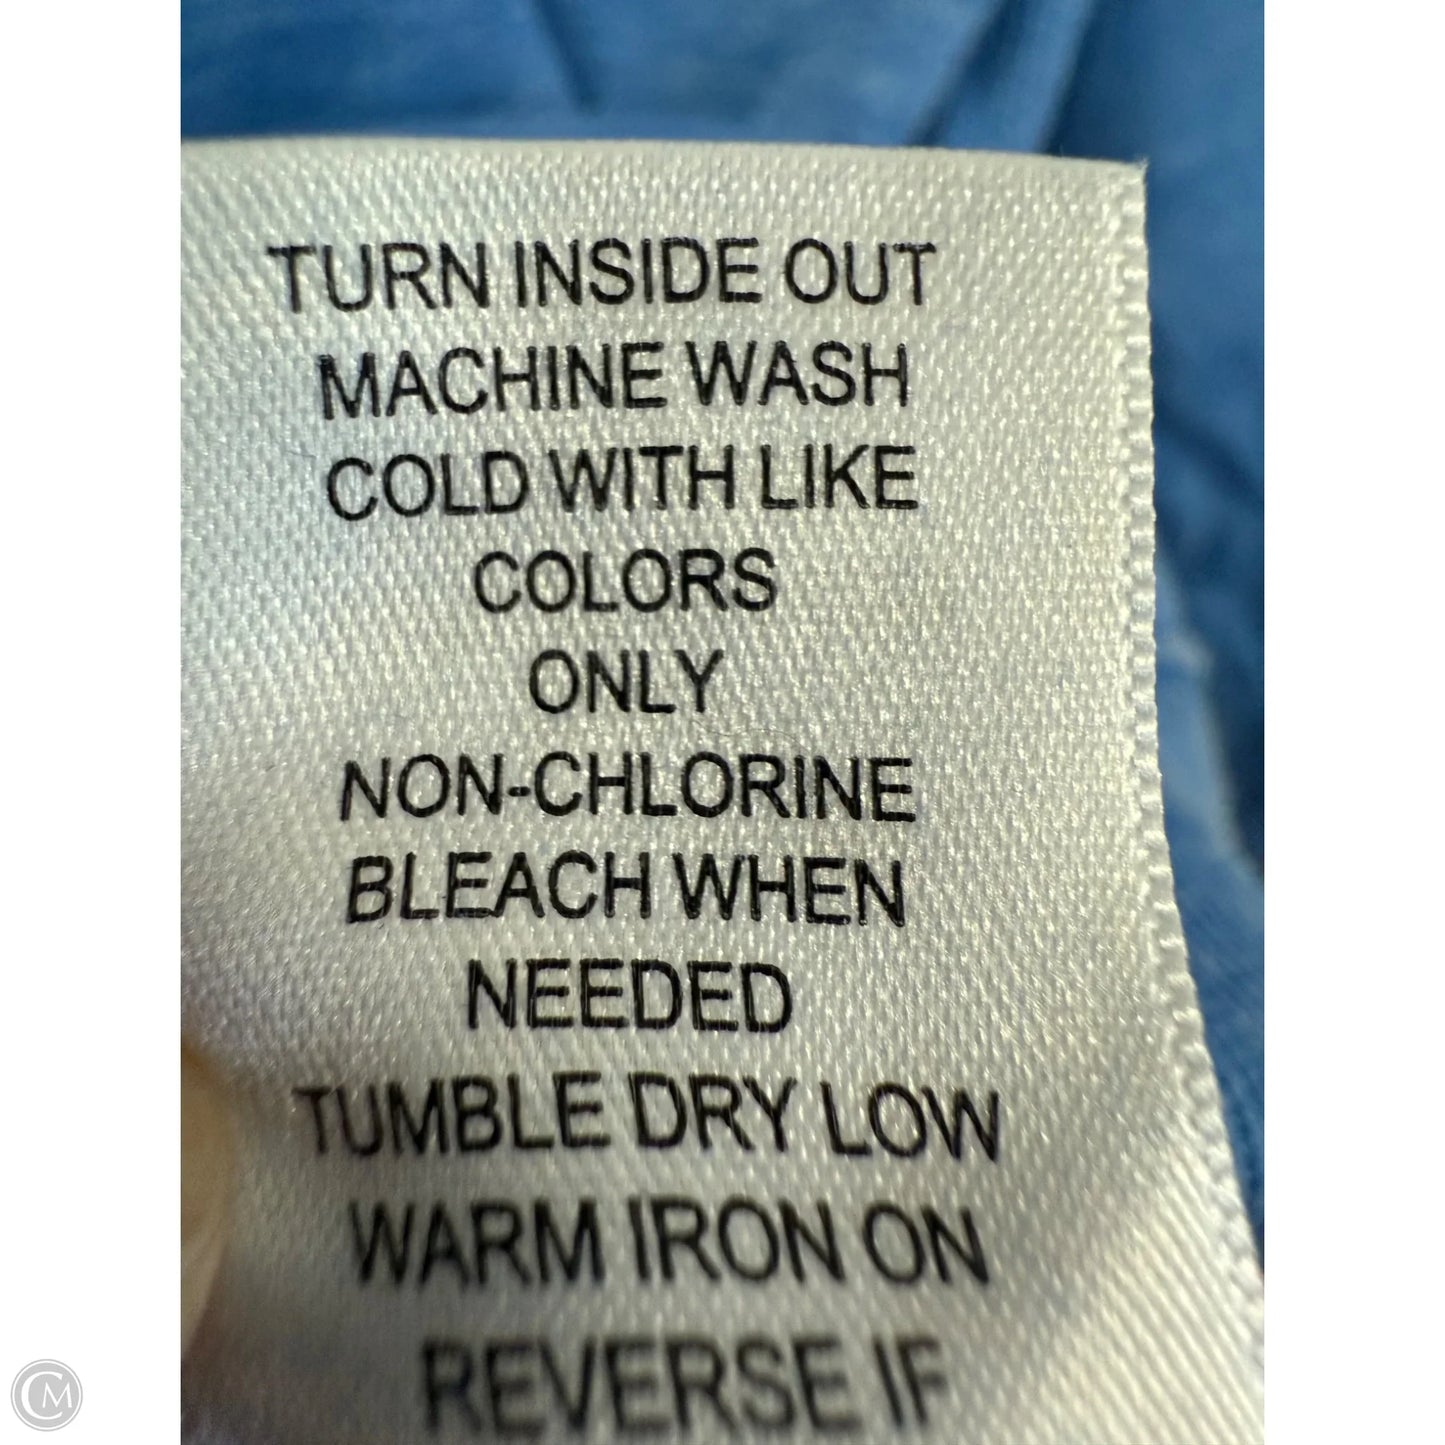 TURN INSIDE OUT
MACHINE WASH
COLD WITH LIKE
COLORS
ONLY
NON-CHLORINE
BLEACH WHEN
NEEDED
TUMBLE DRY LOW
WARM IRON ON
REVERSE IF
CM